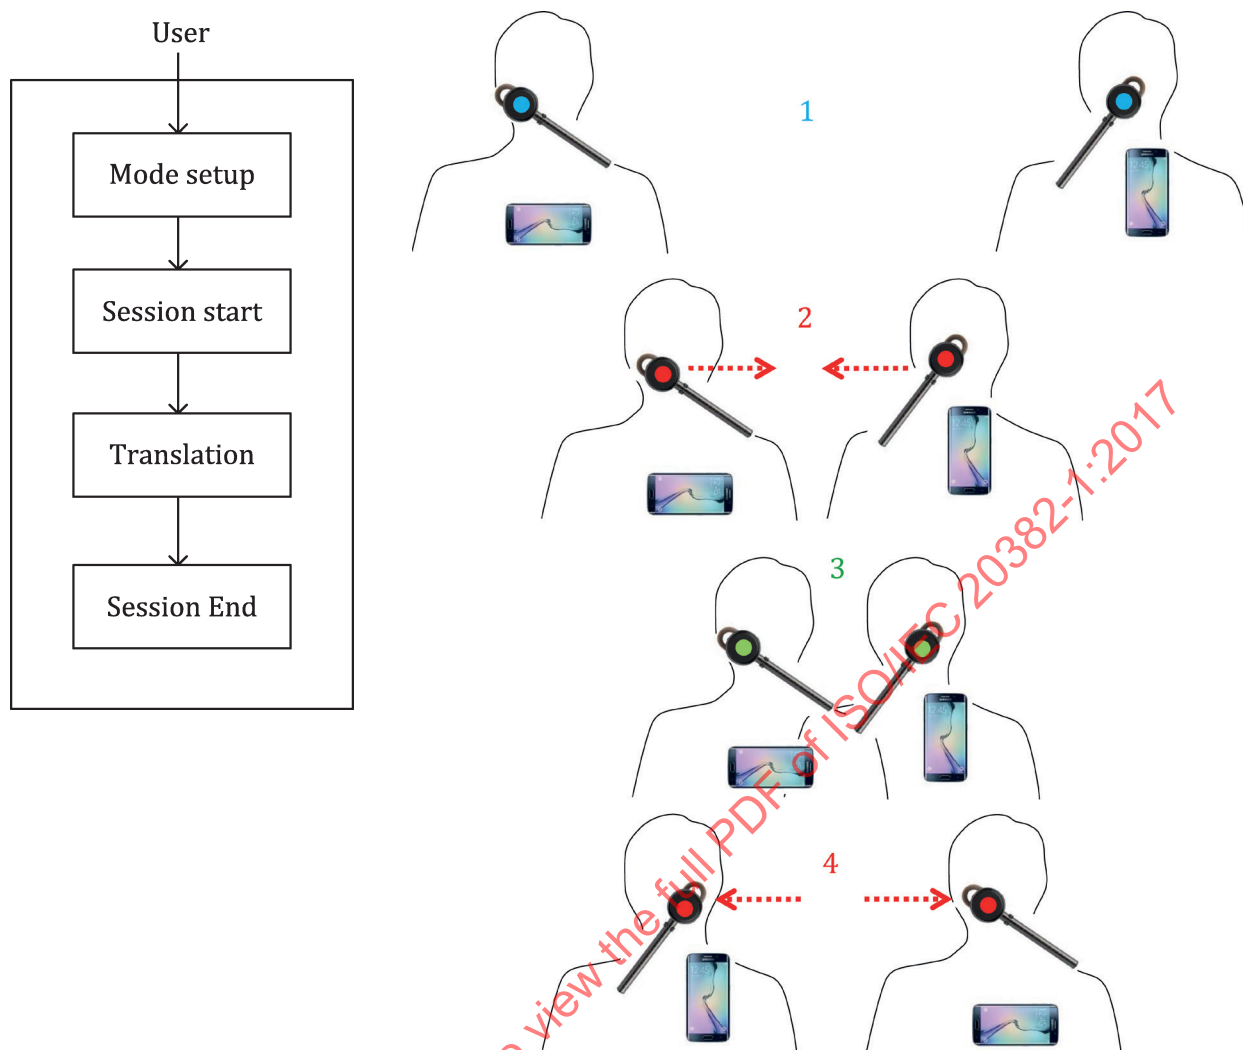 User
Mode setup
Session start
Translation
Session End
1
2
3
4
view the full PDF of ISO/IEC 20382-1:2017